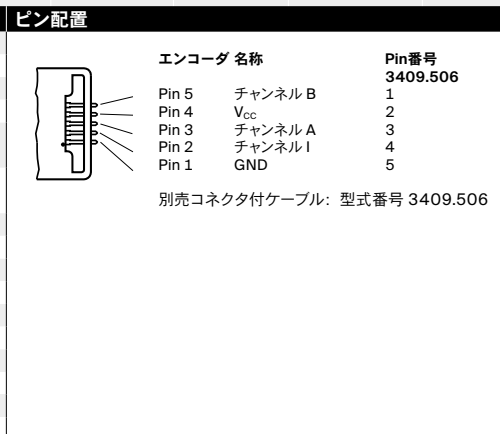 ピン配置
エンコーダ 名称 Pin番号
3409.506
Pin 5 チャンネル B 1
Pin 4 Vcc 2
Pin 3 チャンネル A 3
Pin 2 チャンネル I 4
Pin 1 GND 5
別売コネクタ付ケーブル: 型式番号 3409.506